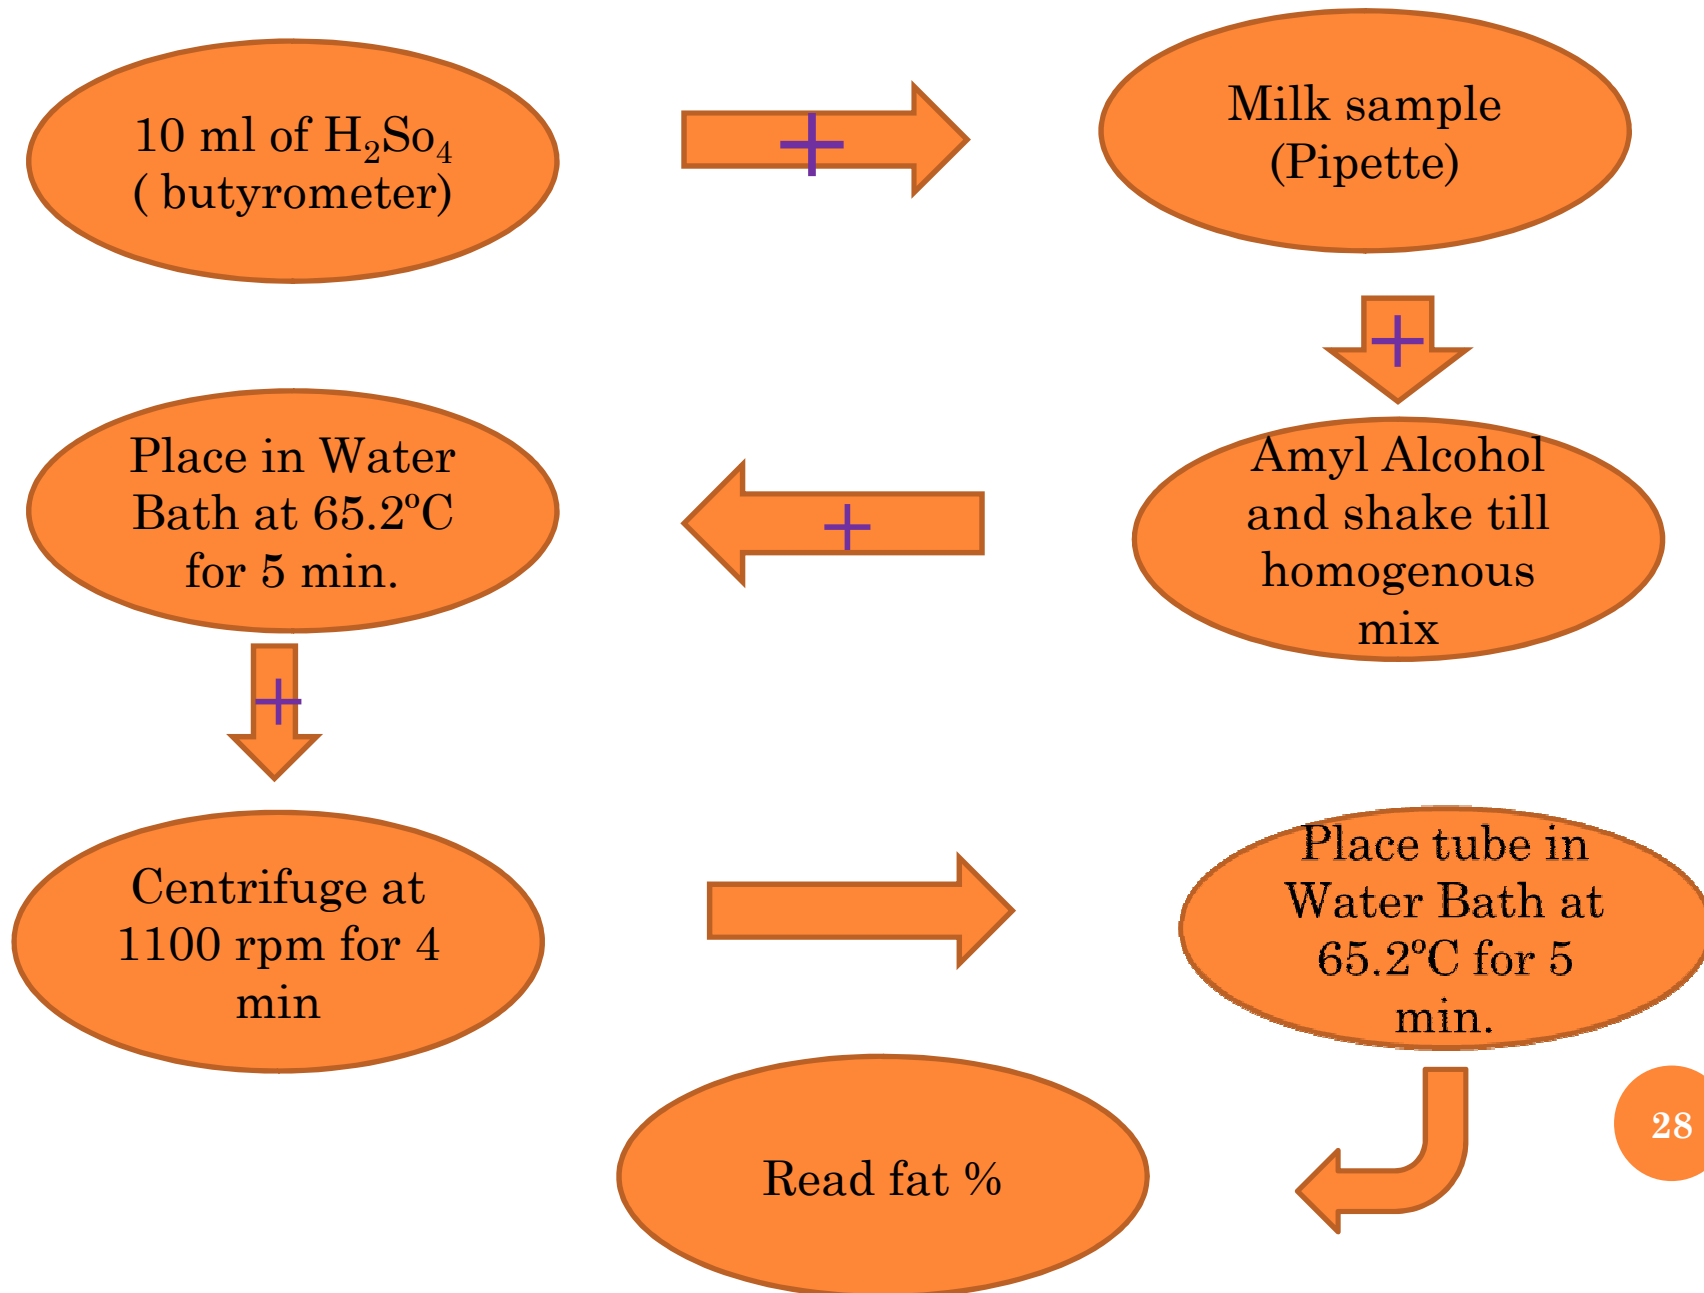 10 ml of H₂So₄
( butyrometer)
+
Milk sample
(Pipette)
+
Amyl Alcohol
and shake till
homogenous
mix
+
Place in Water
Bath at 65.2ºC
for 5 min.
+
Centrifuge at
1100 rpm for 4
min
Place tube in
Water Bath at
65.2ºC for 5
min.
Read fat %
28